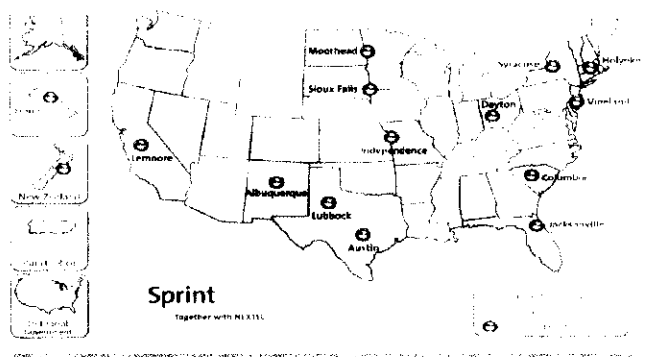 Moorhead
Syracuse
Holyoke
Sioux Falls
Dayton
Vineland
Independence
Lemoore
Albuquerque
Columbia
Lubbock
New Zealand
Jacksonville
Austin
Sprint
Together with NEXTEL